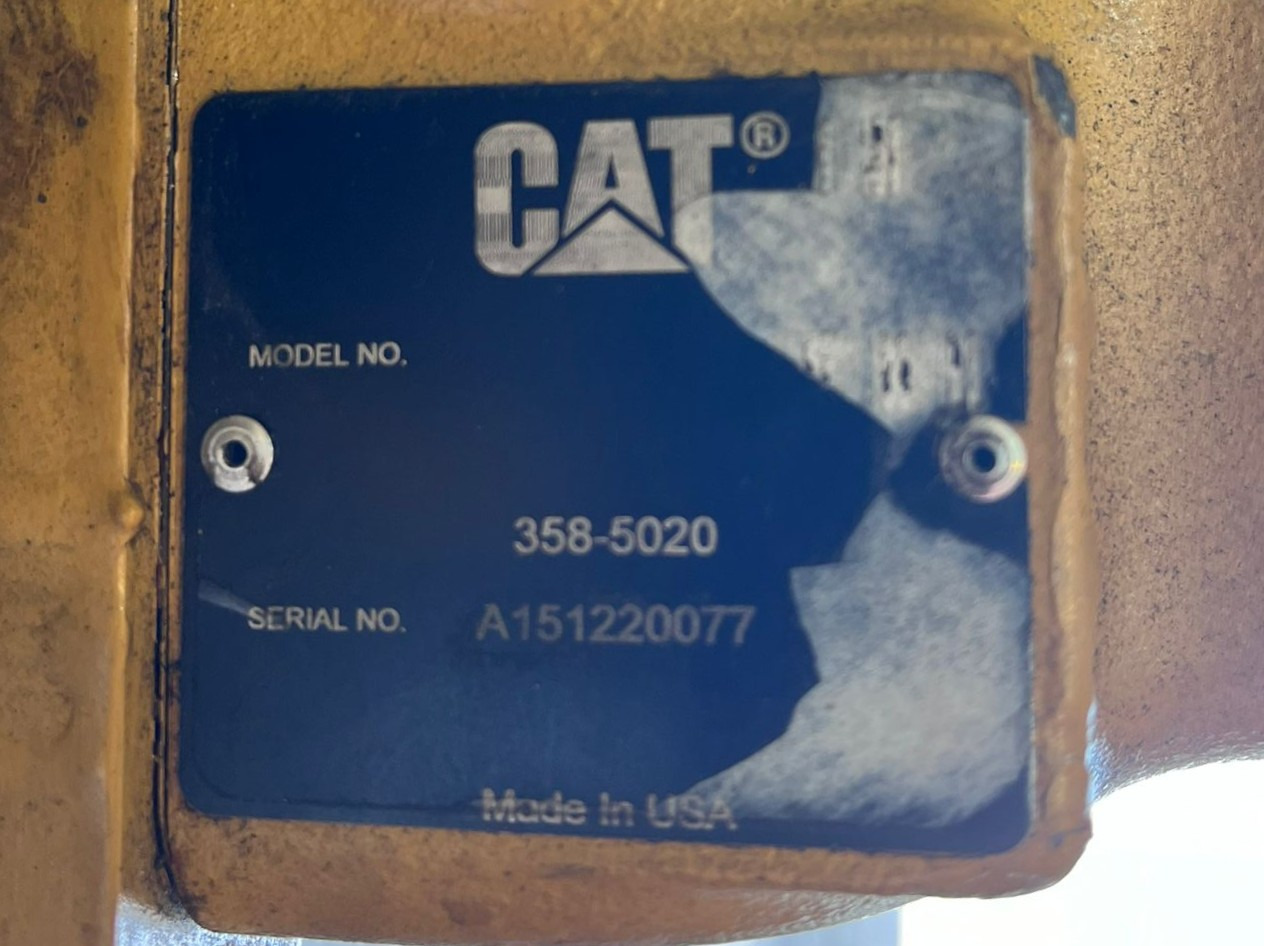 CAT®
MODEL NO.
358-5020
SERIAL NO. A151220077
Made In USA